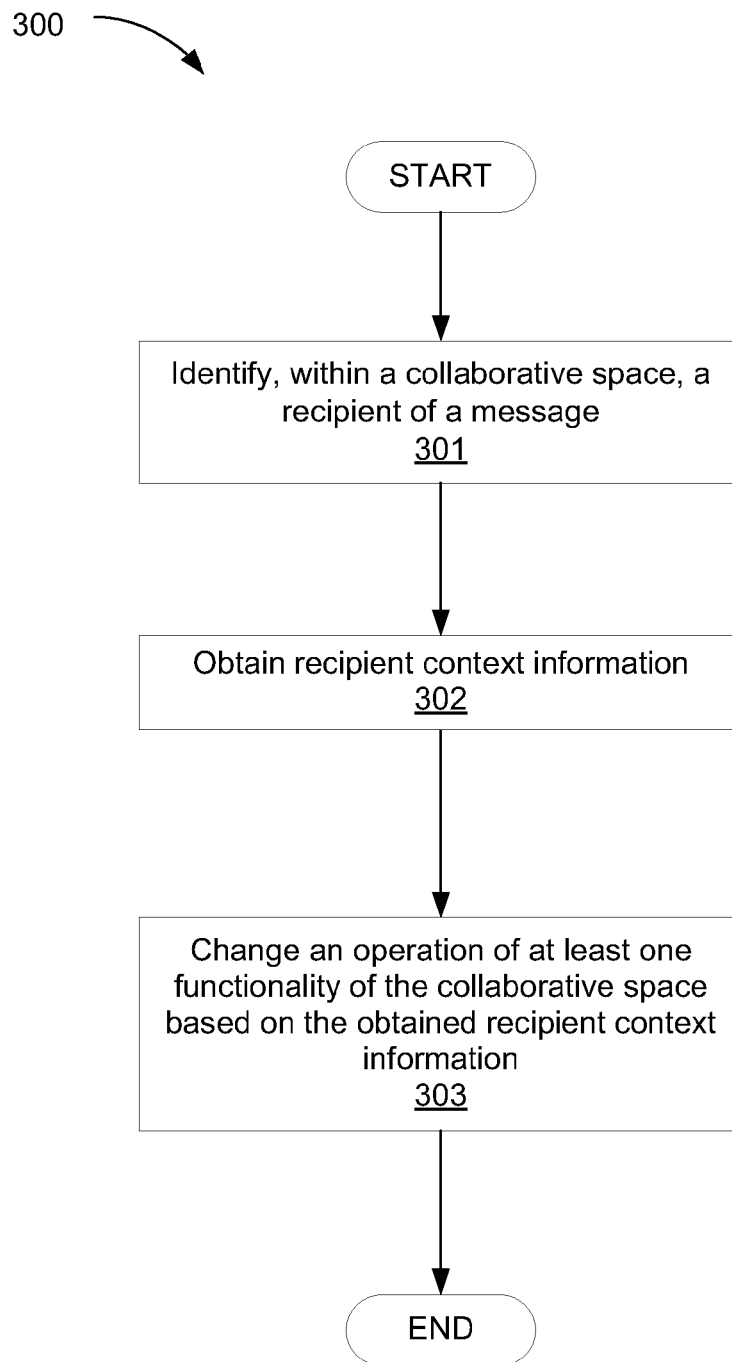 300
START
Identify, within a collaborative space, a
recipient of a message
301
Obtain recipient context information
302
Change an operation of at least one
functionality of the collaborative space
based on the obtained recipient context
information
303
END